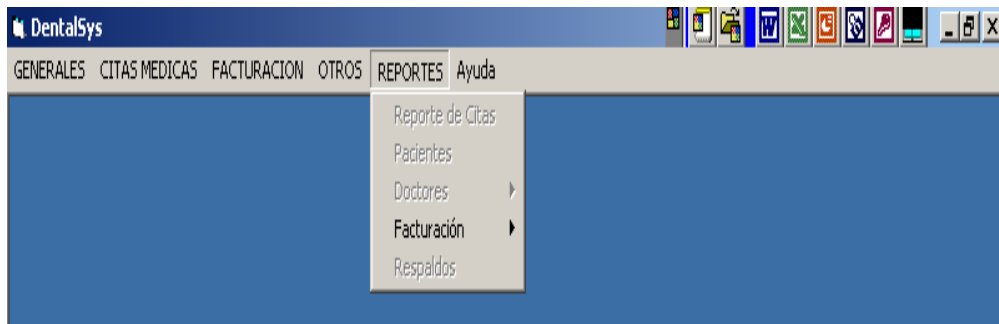 DentalSys
GENERALES CITAS MEDICAS FACTURACION OTROS REPORTES Ayuda
Reporte de Citas
Pacientes
Doctores
Facturación
Respaldos